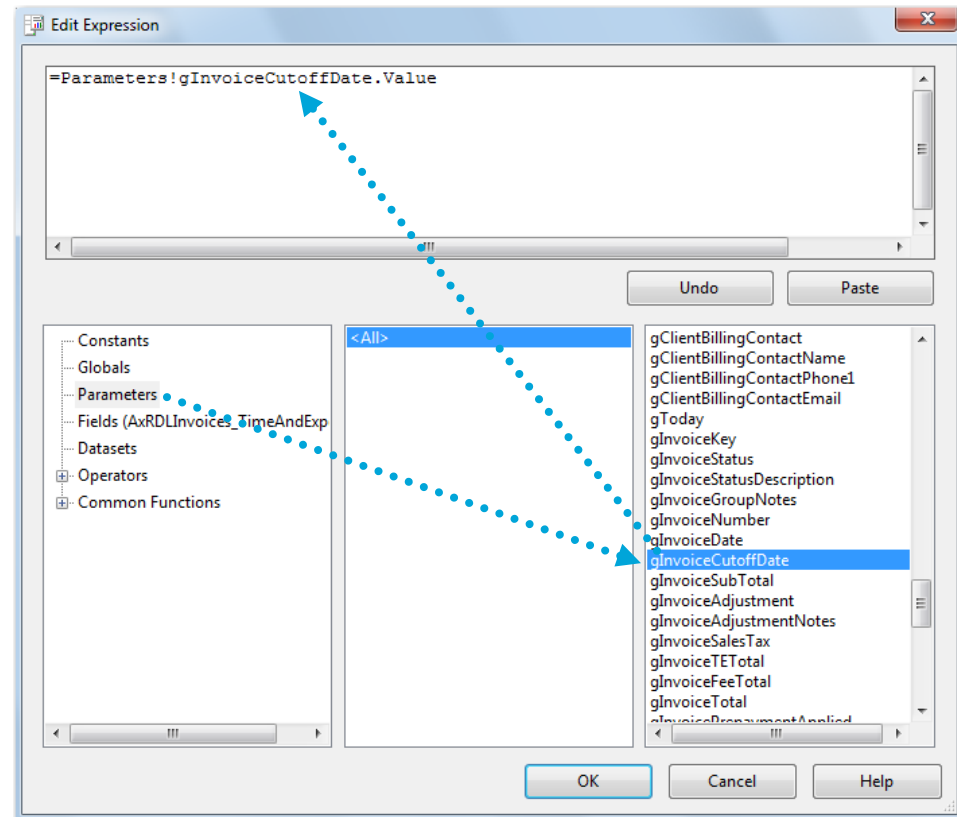 Edit Expression
=Parameters!gInvoiceCutoffDate.Value
Undo
Paste
Constants
Globals
Parameters
Fields (AxRDLInvoices_TimeAndExp
Datasets
Operators
Common Functions
<All>
gClientBillingContact
gClientBillingContactName
gClientBillingContactPhone1
gClientBillingContactEmail
gToday
gInvoiceKey
gInvoiceStatus
gInvoiceStatusDescription
gInvoiceGroupNotes
gInvoiceNumber
gInvoiceDate
gInvoiceCutoffDate
gInvoiceSubTotal
gInvoiceAdjustment
gInvoiceAdjustmentNotes
gInvoiceSalesTax
gInvoiceTETotal
gInvoiceFeeTotal
gInvoiceTotal
gInvoicePrepaymentApplied
OK
Cancel
Help